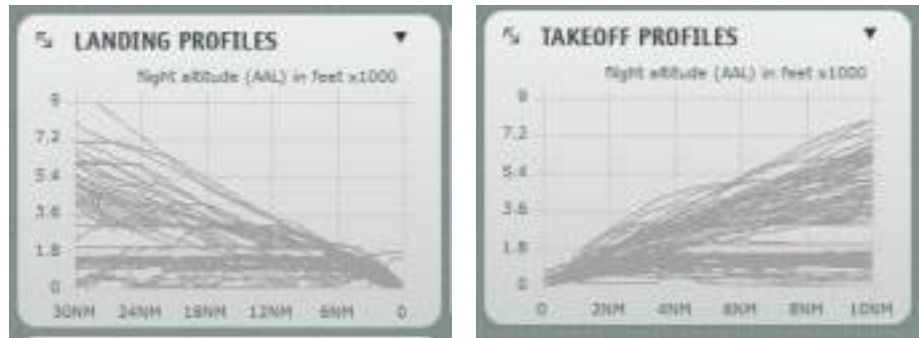 LANDING PROFILES
flight altitude (AAL) in feet x1000
9
7.2
5.4
3.6
1.8
0
30NM 24NM 18NM 12NM 6NM 0
TAKEOFF PROFILES
flight altitude (AAL) in feet x1000
9
7.2
5.4
3.6
1.8
0
0 2NM 4NM 6NM 8NM 10NM